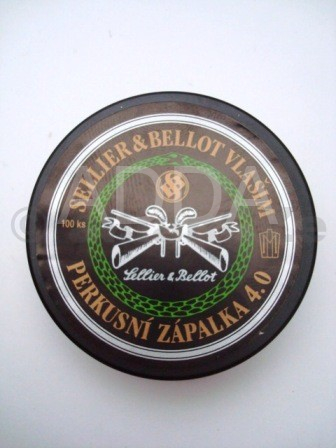 SELLIER & BELLOT VLAŠIM
100 ks
Sellier & Bellot
PERKUSNÍ ZÁPALKA 4.0